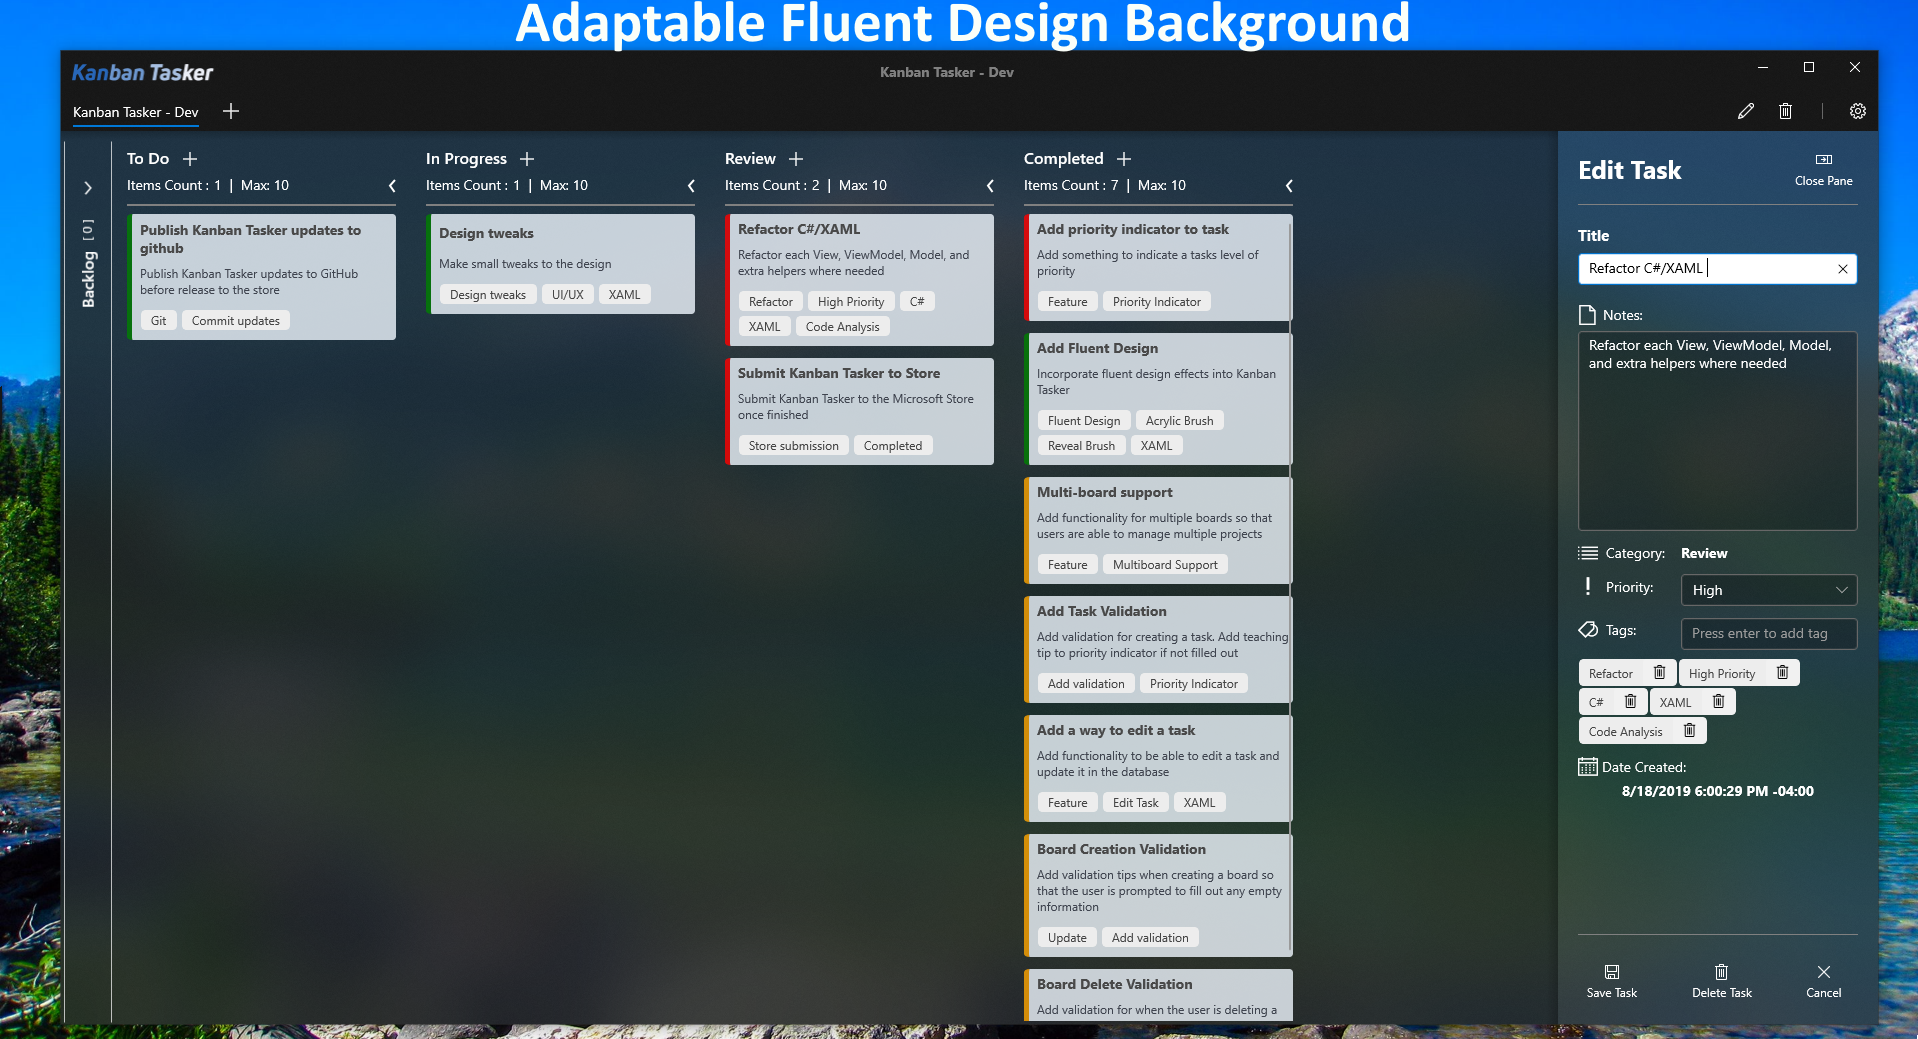 Adaptable Fluent Design Background
Kanban Tasker
Kanban Tasker - Dev
Kanban Tasker - Dev
Backlog [0]
To Do
Items Count : 1 | Max: 10
Publish Kanban Tasker updates to
github
Publish Kanban Tasker updates to GitHub
before release to the store
Git Commit updates
In Progress
Items Count : 1 | Max: 10
Design tweaks
Make small tweaks to the design
Design tweaks UI/UX XAML
Review
Items Count : 2 | Max: 10
Refactor C#/XAML
Refactor each View, ViewModel, Model, and
extra helpers where needed
Refactor High Priority C#
XAML Code Analysis
Submit Kanban Tasker to Store
Submit Kanban Tasker to the Microsoft Store
once finished
Store submission Completed
Completed
Items Count : 7 | Max: 10
Add priority indicator to task
Add something to indicate a tasks level of
priority
Feature Priority Indicator
Add Fluent Design
Incorporate fluent design effects into Kanban
Tasker
Fluent Design Acrylic Brush
Reveal Brush XAML
Multi-board support
Add functionality for multiple boards so that
users are able to manage multiple projects
Feature Multiboard Support
Add Task Validation
Add validation for creating a task. Add teaching
tip to priority indicator if not filled out
Add validation Priority Indicator
Add a way to edit a task
Add functionality to be able to edit a task and
update it in the database
Feature Edit Task XAML
Board Creation Validation
Add validation tips when creating a board so
that the user is prompted to fill out any empty
information
Update Add validation
Board Delete Validation
Add validation for when the user is deleting a
Edit Task
Close Pane
Title
Refactor C#/XAML
Notes:
Refactor each View, ViewModel, Model,
and extra helpers where needed
Category: Review
Priority: High
Tags: Press enter to add tag
Refactor High Priority
C# XAML
Code Analysis
Date Created:
8/18/2019 6:00:29 PM -04:00
Save Task Delete Task Cancel